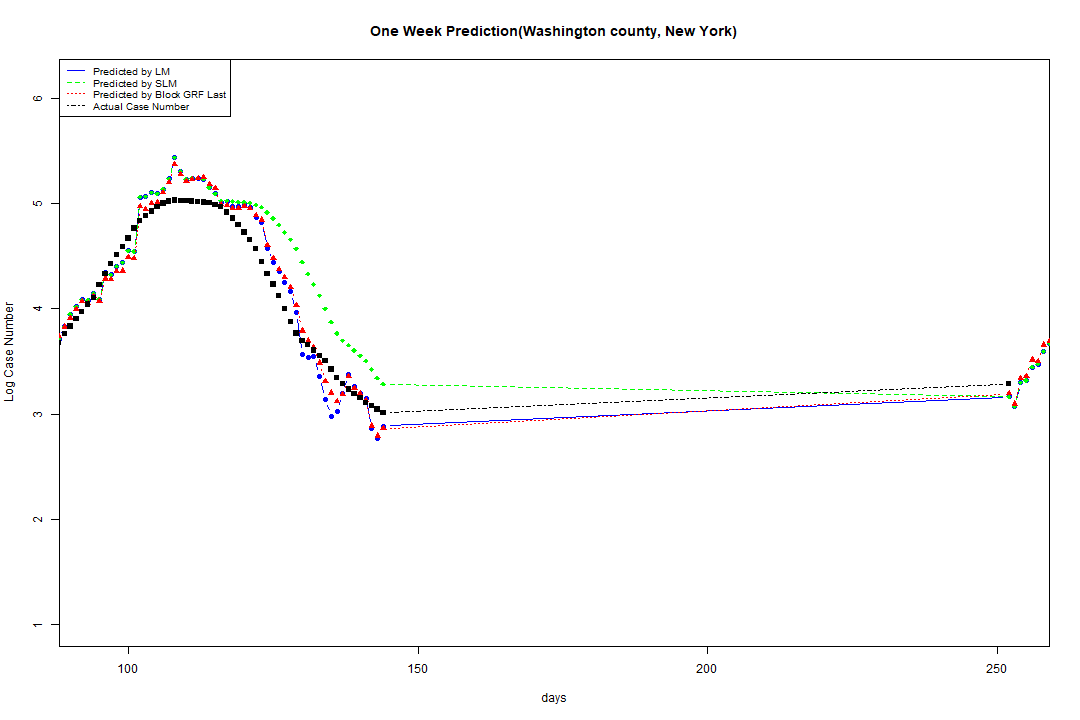 One Week Prediction(Washington county, New York)
Predicted by LM
Predicted by SLM
Predicted by Block GRF Last
Actual Case Number
6
5
4
3
2
1
Log Case Number
100 150 200 250
days